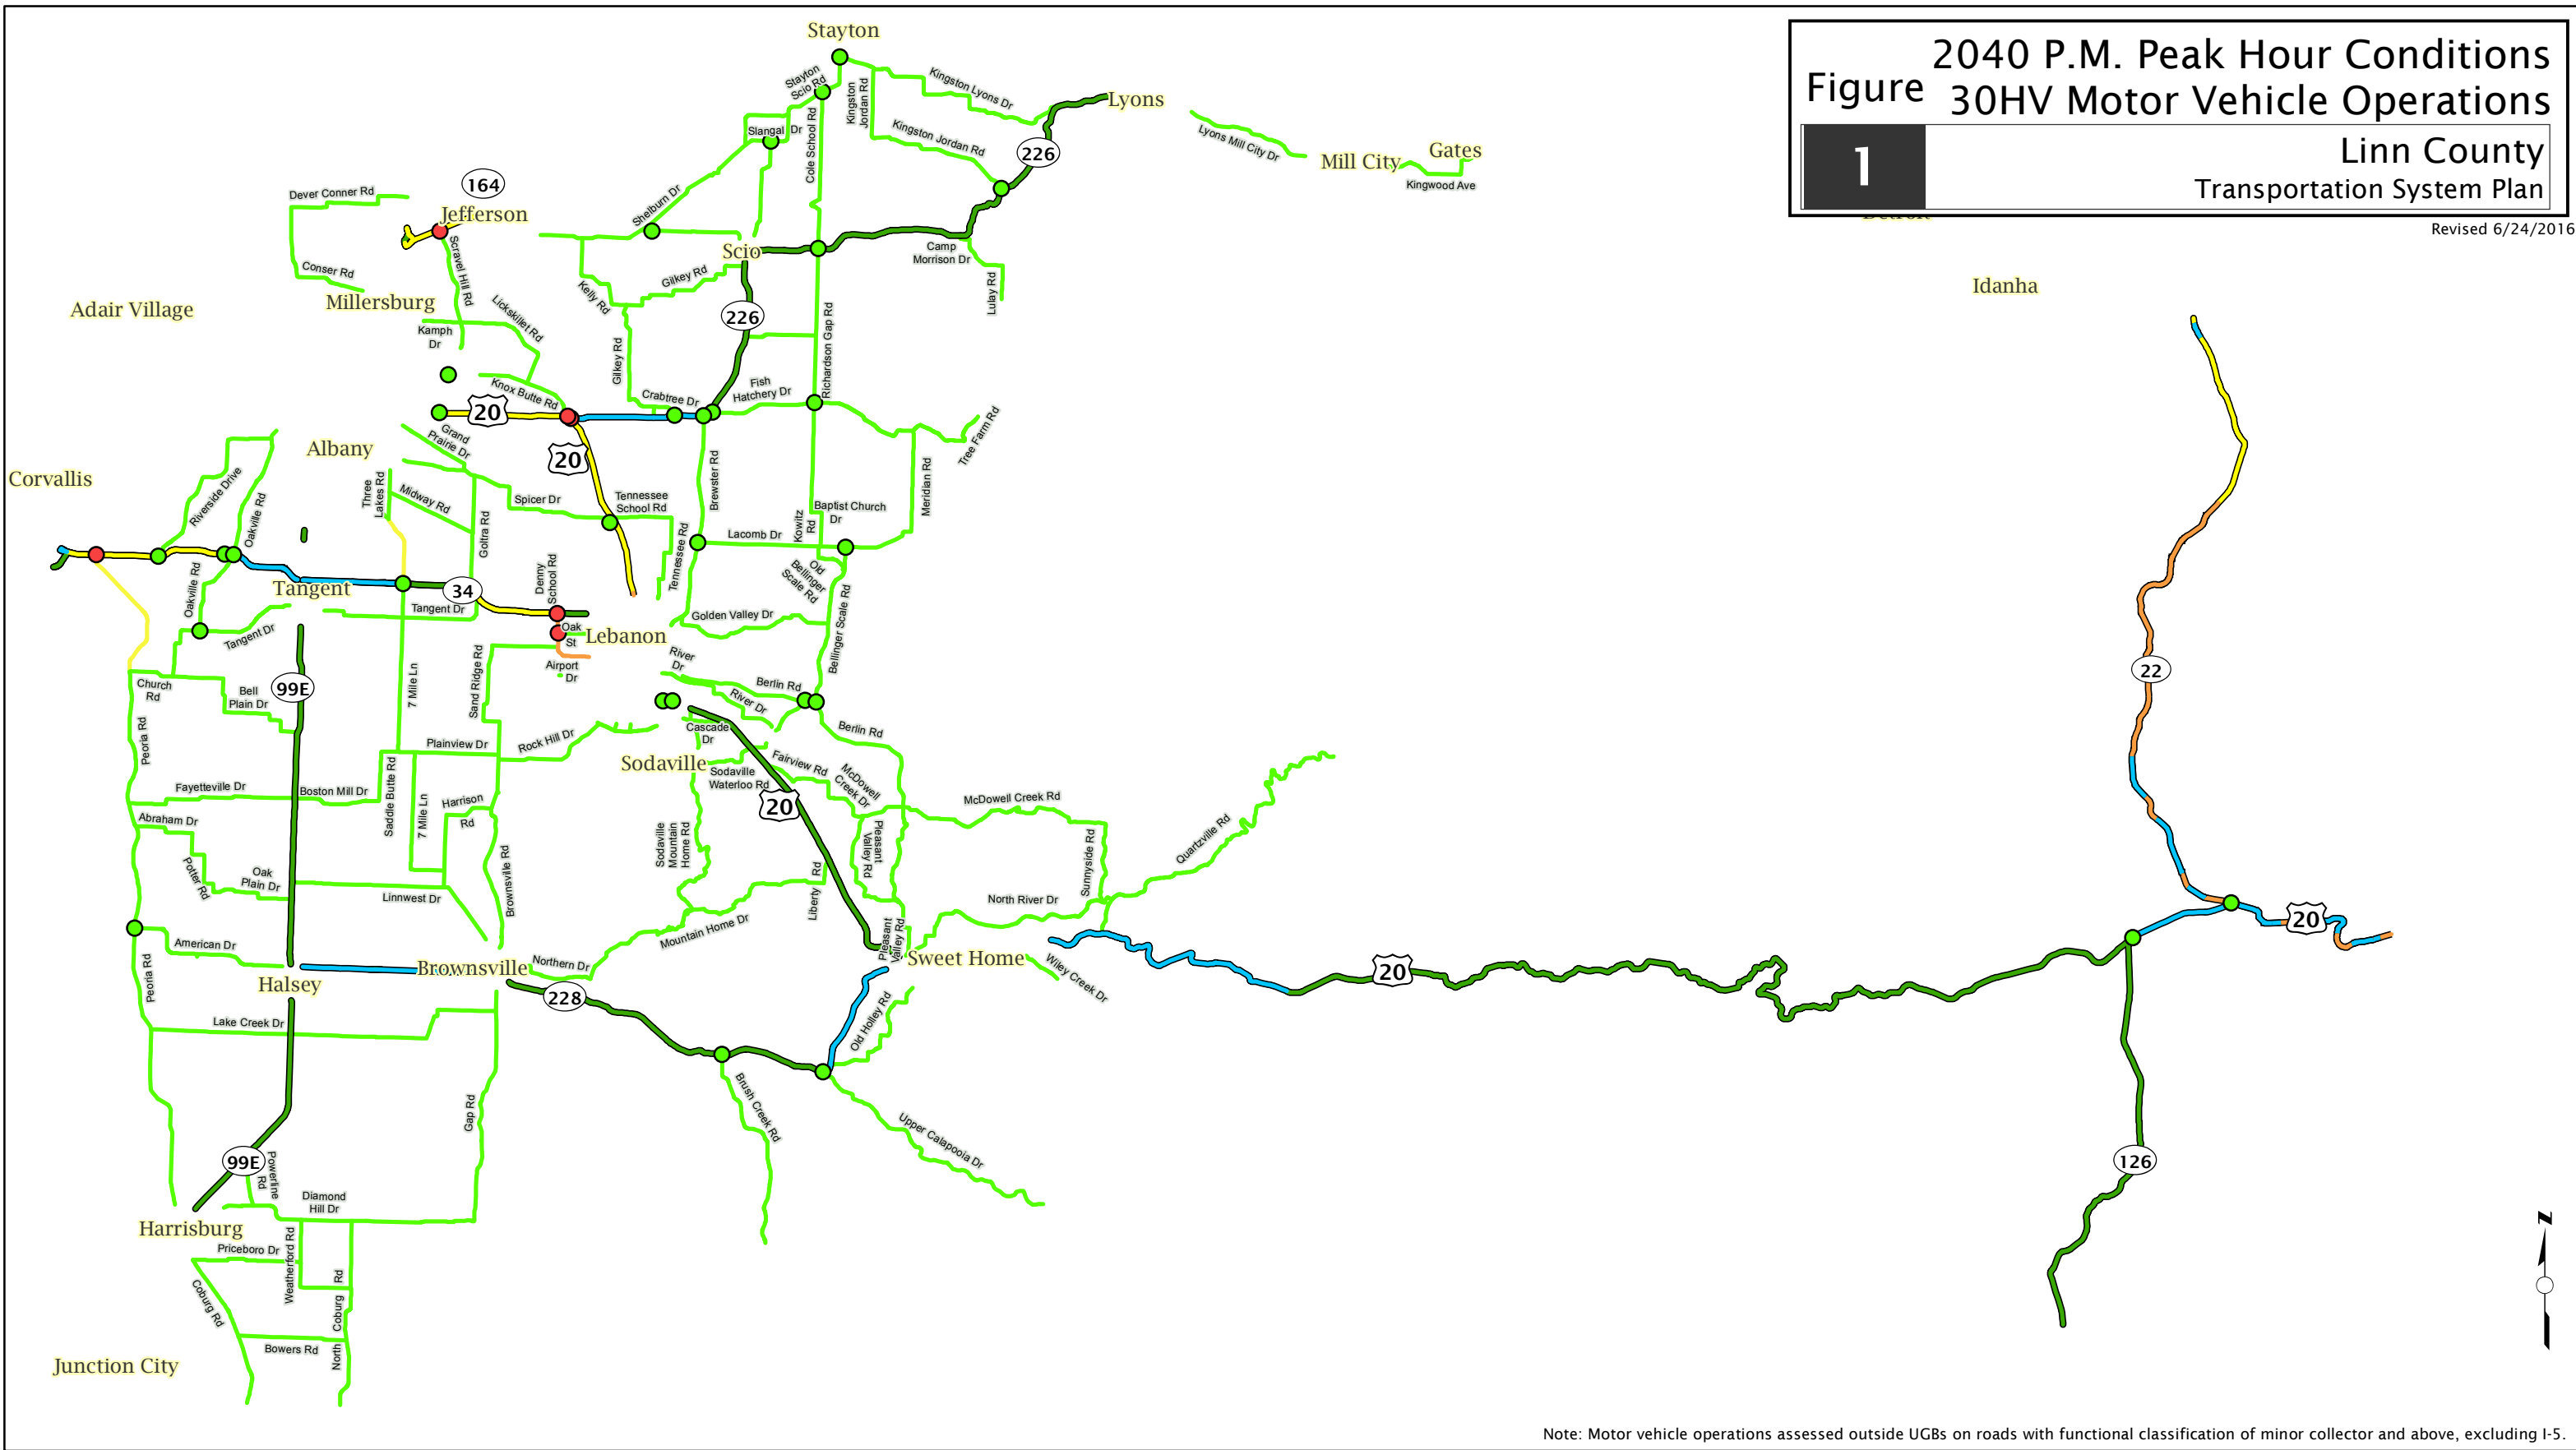 Figure
2040 P.M. Peak Hour Conditions
30HV Motor Vehicle Operations
1
Linn County
Transportation System Plan
Revised 6/24/2016
Stayton
Stayton
Scio Rd
Kingston
Jordan Rd
Kingston Lyons Dr
Lyons
Slangal Dr
Cole School Rd
Kingston Jordan Rd
226
Lyons Mill City Dr
Mill City
Gates
Kingwood Ave
Dever Conner Rd
164
Jefferson
Shelburn Dr
Scio
Camp
Morrison Dr
Lulay Rd
Conser Rd
Scravel Hill Rd
Gilkey Rd
Kelly Rd
Idanha
Adair Village
Millersburg
Lickskillet Rd
Kamph
Dr
226
Gilkey Rd
Richardson Gap Rd
Knox Butte Rd
Crabtree Dr
Fish
Hatchery Dr
20
Grand
Prairie Dr
Tree Farm Rd
Albany
20
Corvallis
Riverside Drive
Oakville Rd
Three
Lakes Rd
Midway Rd
Goltra Rd
Spicer Dr
Tennessee
School Rd
Brewster Rd
Baptist Church
Dr
Kowitz
Rd
Meridian Rd
Lacomb Dr
Tennessee Rd
Old
Bellinger
Scale Rd
Denny
School Rd
Oakville Rd
Tangent
34
Tangent Dr
Tangent Dr
Oak
St
Lebanon
Golden Valley Dr
Bellinger Scale Rd
Airport
Dr
River
Dr
Church
Rd
Bell
Plain Dr
99E
7 Mile Ln
Sand Ridge Rd
Berlin Rd
River Dr
22
Peoria Rd
Plainview Dr
Rock Hill Dr
Cascade
Dr
Berlin Rd
Sodaville
Sodaville
Waterloo Rd
Fairview Rd
McDowell
Creek Dr
Fayetteville Dr
Boston Mill Dr
Saddle Butte Rd
7 Mile Ln
Harrison
Rd
20
McDowell Creek Rd
Abraham Dr
Sodaville
Mountain
Home Rd
Pleasant
Valley Rd
Sunnyside Rd
Quartzville Rd
Potter Rd
Oak
Plain Dr
Linnwest Dr
Brownsville Rd
Liberty Rd
North River Dr
Mountain Home Dr
Pleasant
Valley Rd
20
American Dr
Peoria Rd
Brownsville
Northern Dr
Sweet Home
Wiley Creek Dr
20
Halsey
228
Old Holley Rd
Lake Creek Dr
Gap Rd
Brush Creek Rd
Upper Calapooia Dr
99E
Powerline
Rd
126
Diamond
Hill Dr
Harrisburg
Priceboro Dr
Weatherford Rd
Coburg Rd
North Coburg Rd
Bowers Rd
Junction City
N
Note: Motor vehicle operations assessed outside UGBs on roads with functional classification of minor collector and above, excluding I-5.